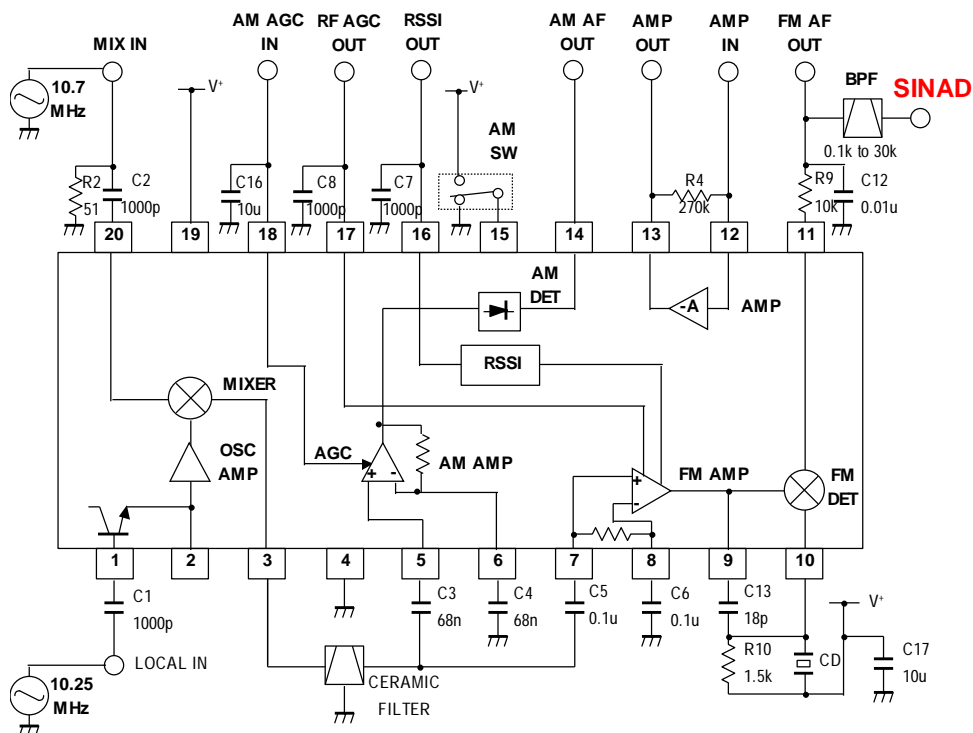 AM AGC IN
RF AGC OUT
RSSI OUT
AM AF OUT
AMP OUT
AMP IN
FM AF OUT
MIX IN
10.7 MHz
V+
V+
AM SW
BPF
SINAD
0.1k to 30k
R2
51
C2
1000p
C16
10u
C8
1000p
C7
1000p
R4
270k
R9
10k
C12
0.01u
20
19
18
17
16
15
14
13
12
11
AM DET
-A
AMP
RSSI
MIXER
OSC AMP
AGC
+
-
AM AMP
+
-
FM AMP
FM DET
1
2
3
4
5
6
7
8
9
10
C1
1000p
C3
68n
C4
68n
C5
0.1u
C6
0.1u
C13
18p
V+
R10
1.5k
CD
C17
10u
LOCAL IN
10.25 MHz
CERAMIC FILTER